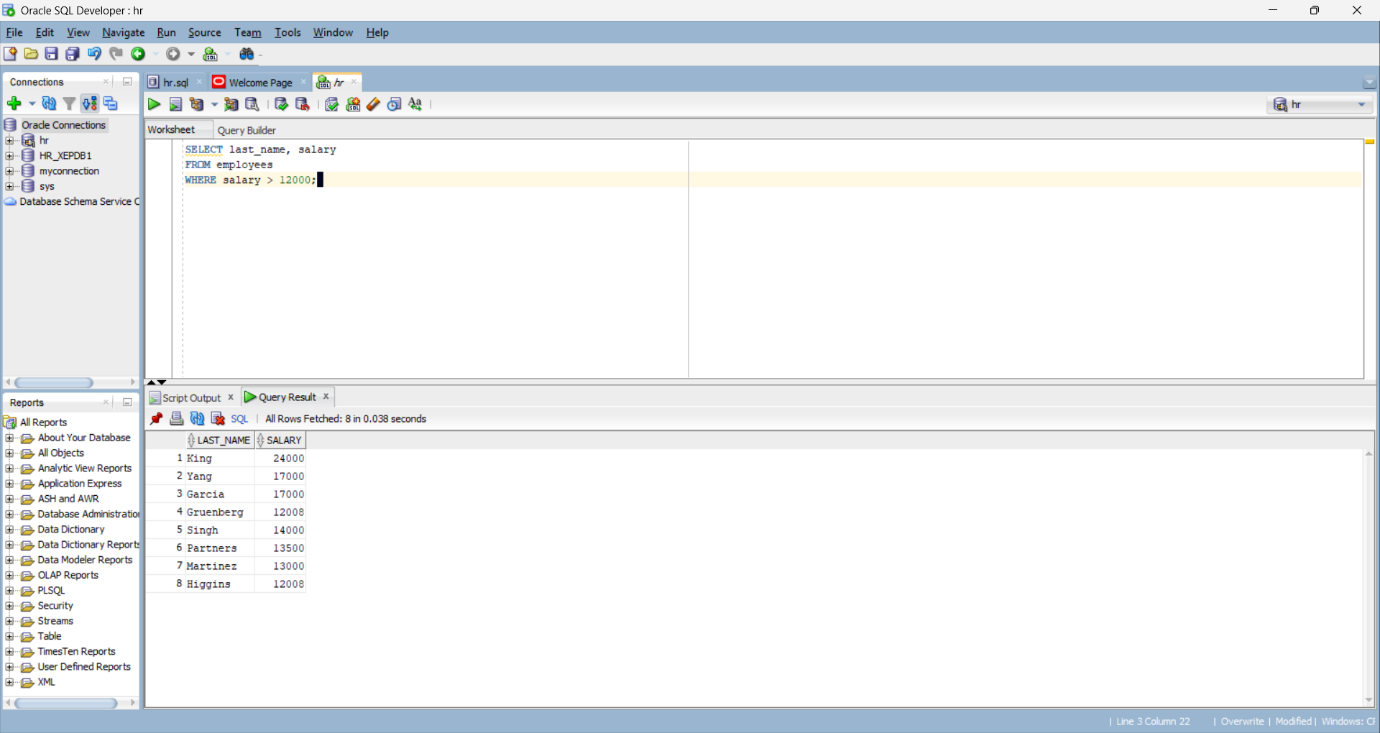 Oracle SQL Developer : hr
File Edit View Navigate Run Source Team Tools Window Help
Connections
Oracle Connections
hr
HR_XEPDB1
myconnection
sys
Database Schema Service C
Reports
All Reports
About Your Database
All Objects
Analytic View Reports
Application Express
ASH and AWR
Database Administration
Data Dictionary
Data Dictionary Reports
Data Modeler Reports
OLAP Reports
PLSQL
Security
Streams
Table
TimesTen Reports
User Defined Reports
XML
hr.sql Welcome Page hr
hr
Worksheet Query Builder
SELECT last_name, salary
FROM employees
WHERE salary > 12000;
Script Output x Query Result x
SQL | All Rows Fetched: 8 in 0.038 seconds
LAST_NAME SALARY
1 King 24000
2 Yang 17000
3 Garcia 17000
4 Gruenberg 12008
5 Singh 14000
6 Partners 13500
7 Martinez 13000
8 Higgins 12008
| Line 3 Column 22 | Overwrite | Modified | Windows: CR